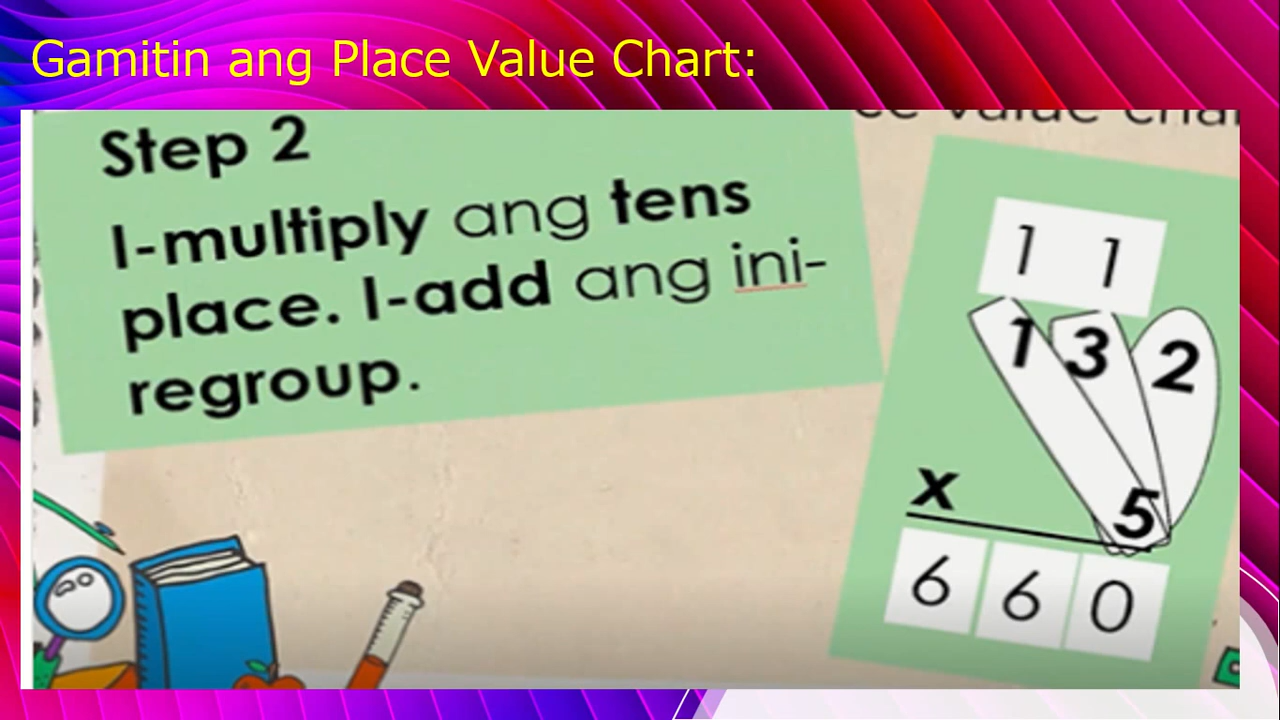 Gamitin ang Place Value Chart:
Step 2
I-multiply ang tens
place. I-add ang ini-
regroup.
1 1
1 3 2
x 5
6 6 0